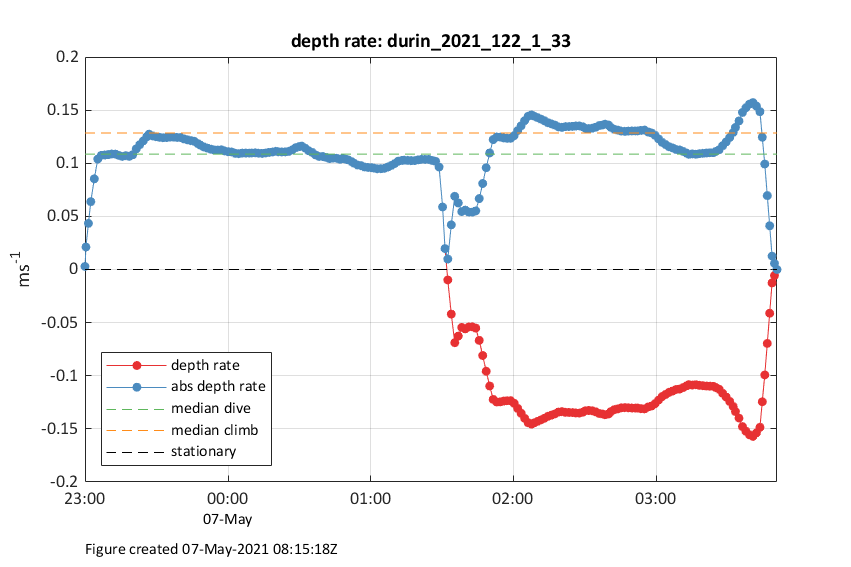 depth rate: durin_2021_122_1_33
ms-1
0.2
0.15
0.1
0.05
0
-0.05
-0.1
-0.15
-0.2
depth rate
abs depth rate
median dive
median climb
stationary
23:00 00:00 01:00 02:00 03:00
07-May
Figure created 07-May-2021 08:15:18Z